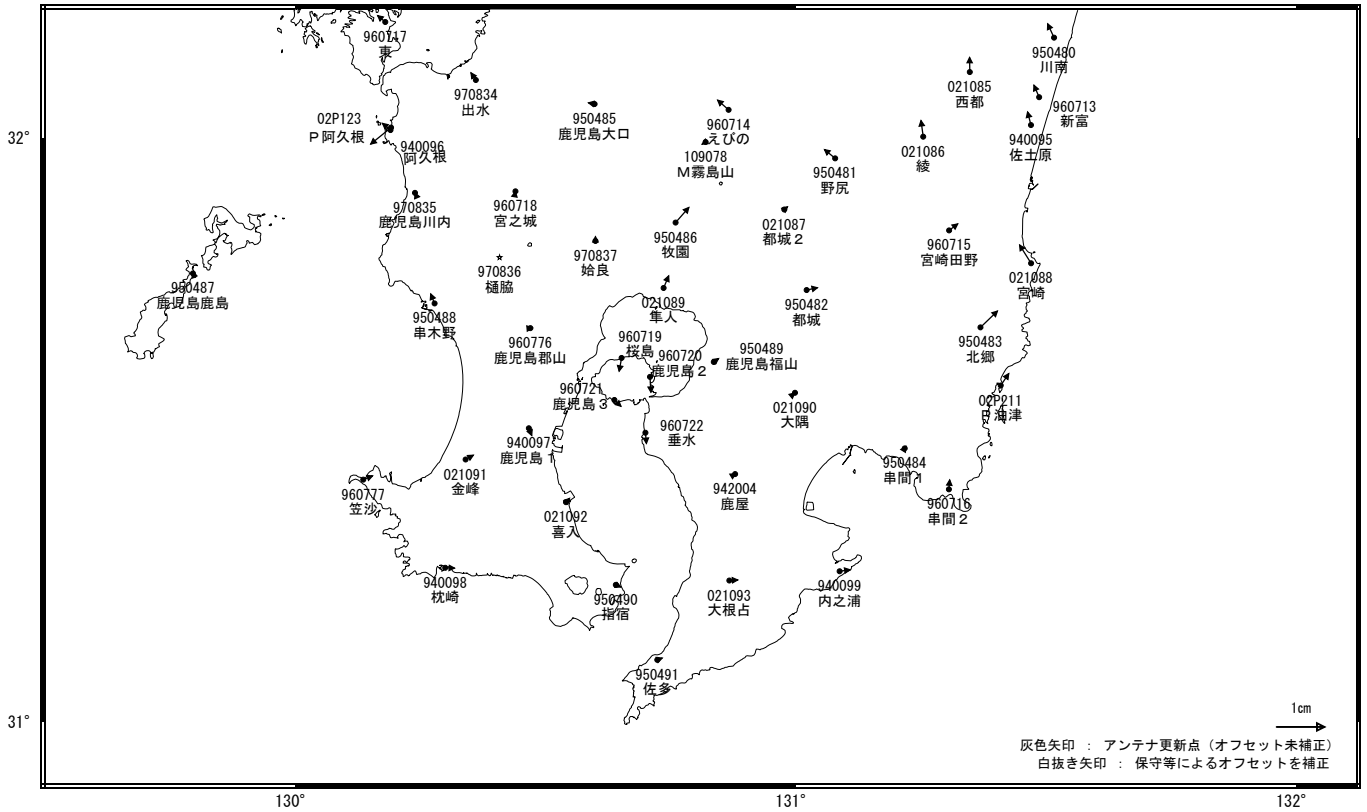 960717
東
950480
川南
970834
出水
021085
西都
02P123
P阿久根
940096
阿久根
950485
鹿児島大口
960714
えびの
109078
M霧島山
960713
新富
940095
佐土原
021086
綾
950481
野尻
32°
970835
鹿児島川内
960718
宮之城
950486
牧園
021087
都城2
960715
宮崎田野
970837
姶良
970836
樋脇
021088
宮崎
950487
鹿児島鹿島
950488
串木野
021089
隼人
950482
都城
950483
北郷
960776
鹿児島郡山
960719
桜島
960720
鹿児島2
950489
鹿児島福山
960721
鹿児島3
021090
大隅
02P211
P油津
940097
鹿児島1
960722
垂水
021091
金峰
950484
串間1
960777
笠沙
942004
鹿屋
960716
串間2
021092
喜入
940098
枕崎
950490
指宿
021093
大根占
940099
内之浦
950491
佐多
31°
1cm
灰色矢印 : アンテナ更新点(オフセット未補正)
白抜き矢印 : 保守等によるオフセットを補正
130°
131°
132°